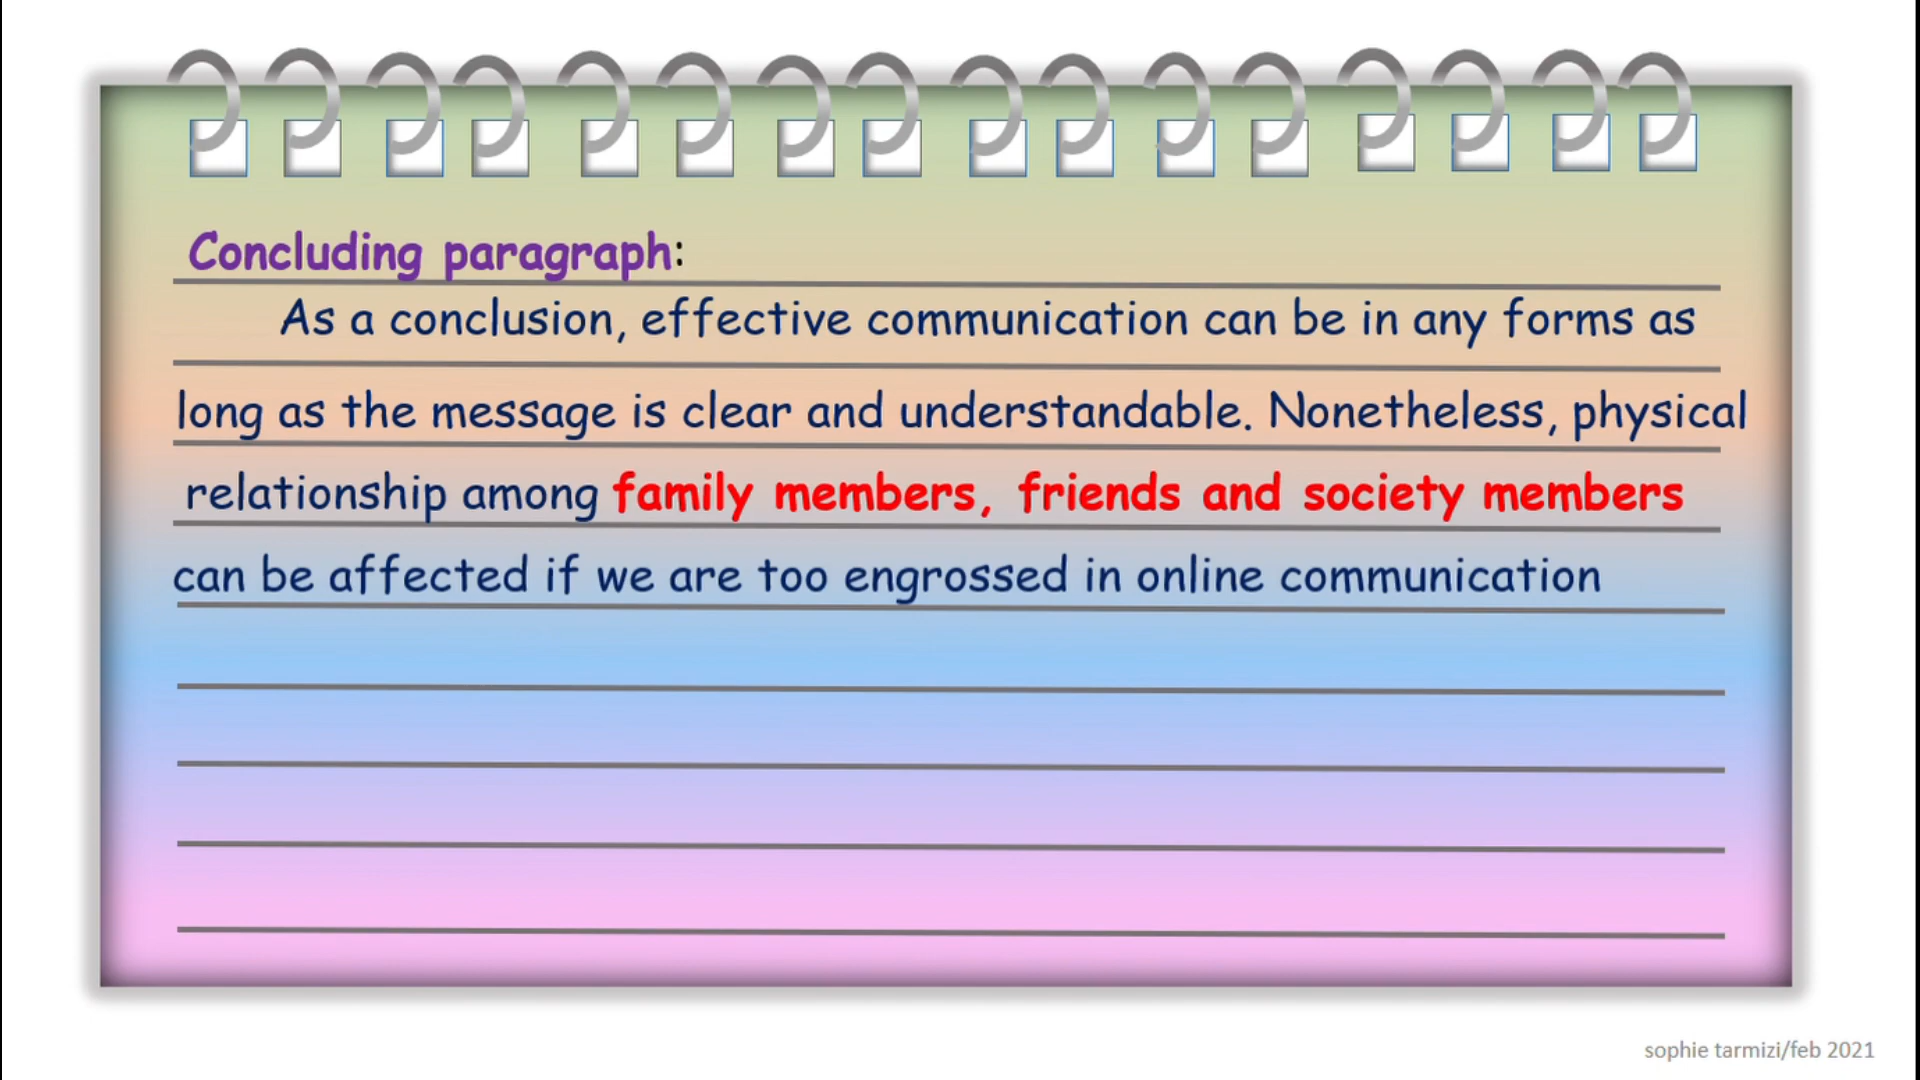 Concluding paragraph:
As a conclusion, effective communication can be in any forms as
long as the message is clear and understandable. Nonetheless, physical
relationship among family members, friends and society members
can be affected if we are too engrossed in online communication
sophie tarmizi/feb 2021